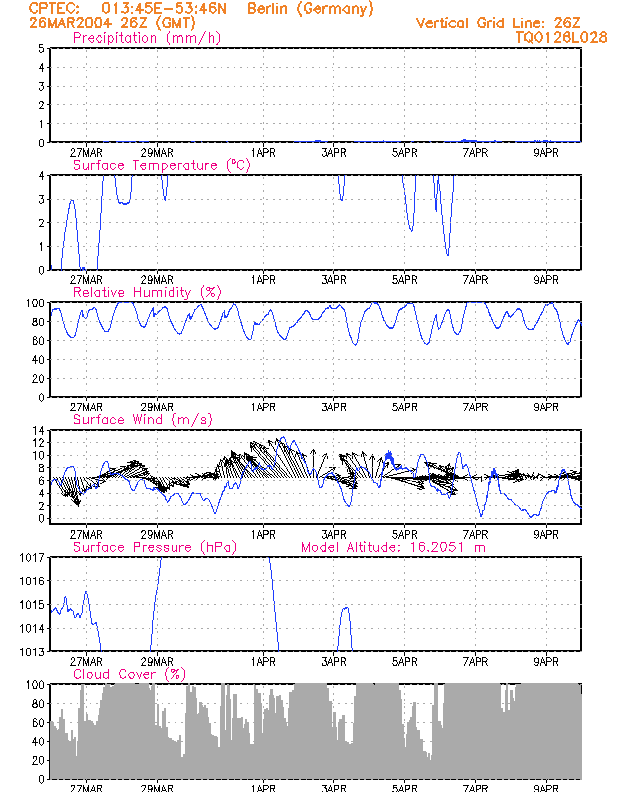 CPTEC: 013:45E-53:46N Berlin (Germany)
26MAR2004 26Z (GMT) Vertical Grid Line: 26Z
Precipitation (mm/h) TQ0126L028
5
4
3
2
1
0
27MAR 29MAR 1APR 3APR 5APR 7APR 9APR
Surface Temperature (°C)
4
3
2
1
0
27MAR 29MAR 1APR 3APR 5APR 7APR 9APR
Relative Humidity (%)
100
80
60
40
20
0
27MAR 29MAR 1APR 3APR 5APR 7APR 9APR
Surface Wind (m/s)
14
12
10
8
6
4
2
0
27MAR 29MAR 1APR 3APR 5APR 7APR 9APR
Surface Pressure (hPa) Model Altitude: 16.2051 m
1017
1016
1015
1014
1013
27MAR 29MAR 1APR 3APR 5APR 7APR 9APR
Cloud Cover (%)
100
80
60
40
20
0
27MAR 29MAR 1APR 3APR 5APR 7APR 9APR